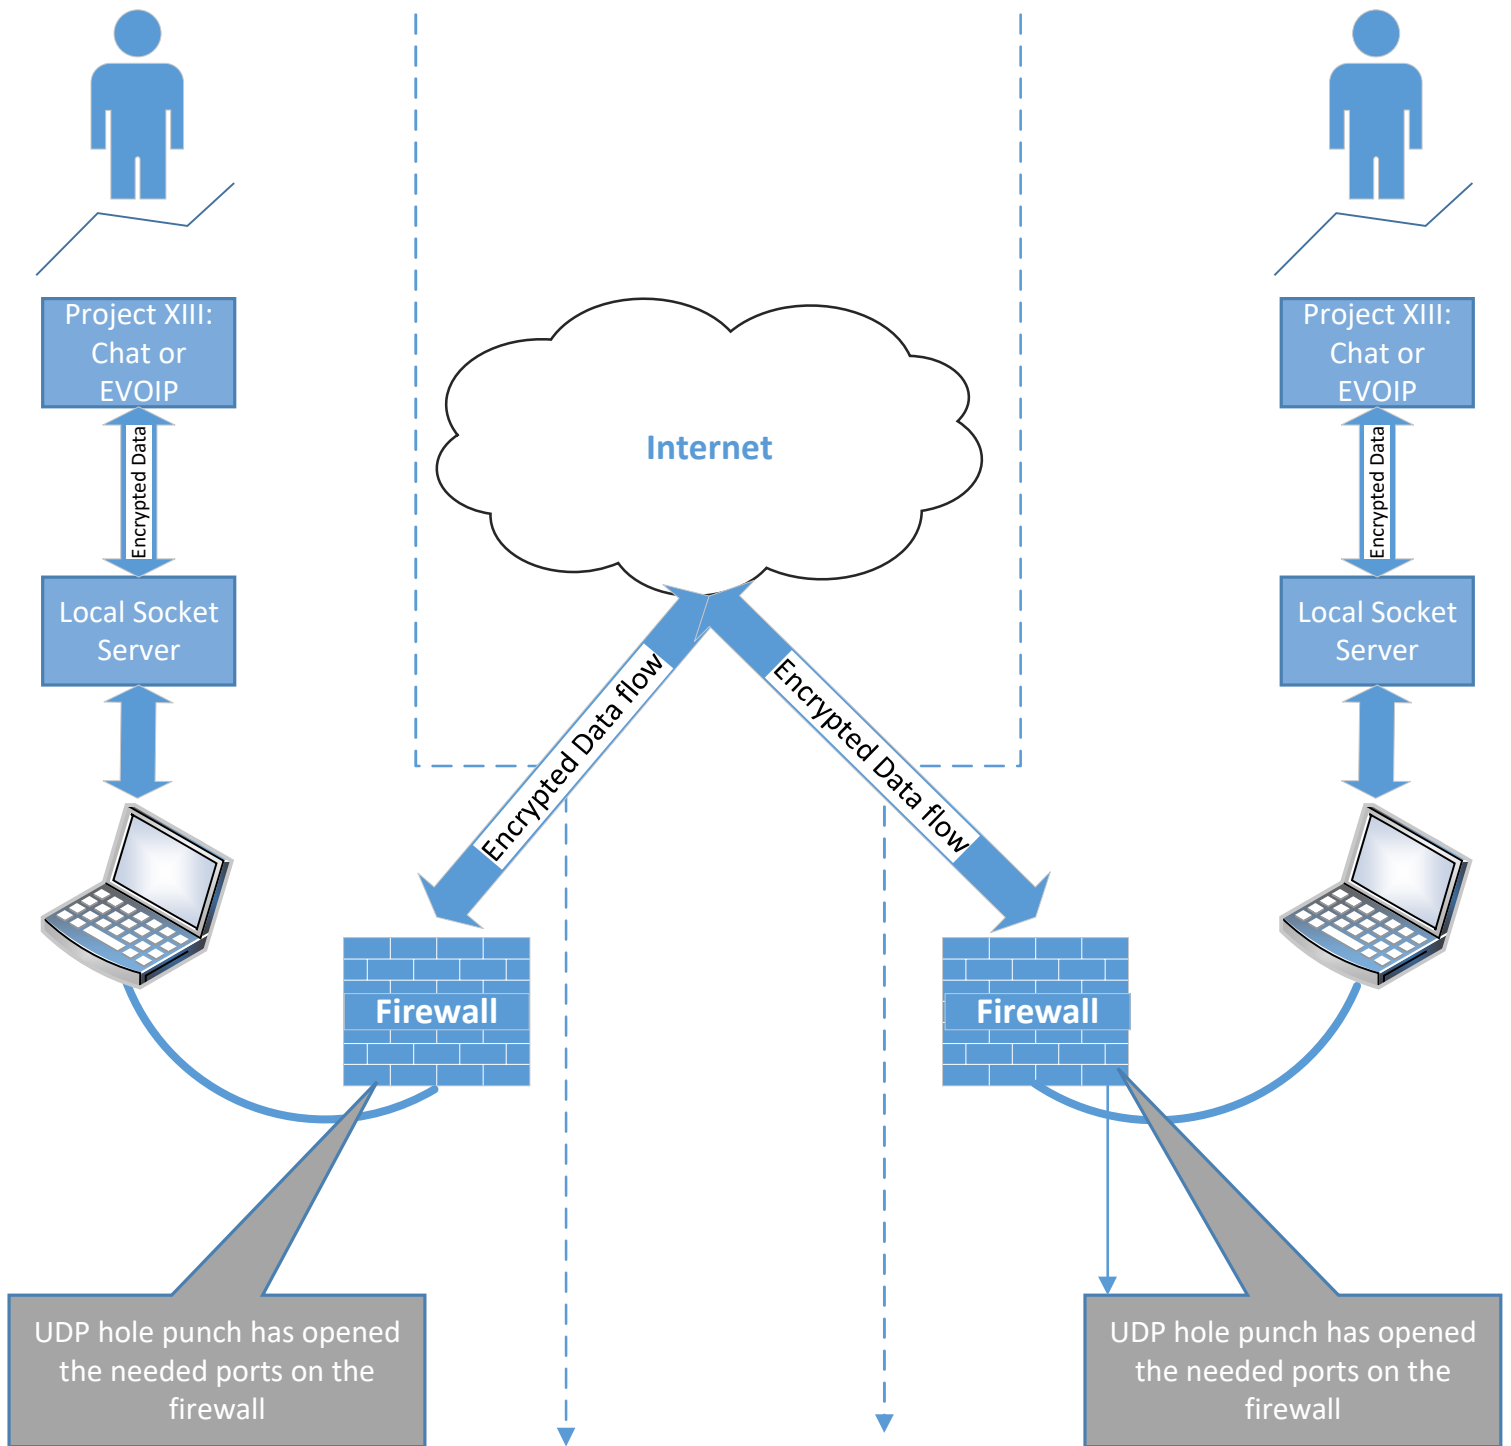 Project XIII:
Chat or
EVOIP
Project XIII:
Chat or
EVOIP
Encrypted Data
Encrypted Data
Internet
Local Socket
Server
Local Socket
Server
Encrypted Data flow
Encrypted Data flow
Firewall
Firewall
UDP hole punch has opened
the needed ports on the
firewall
UDP hole punch has opened
the needed ports on the
firewall